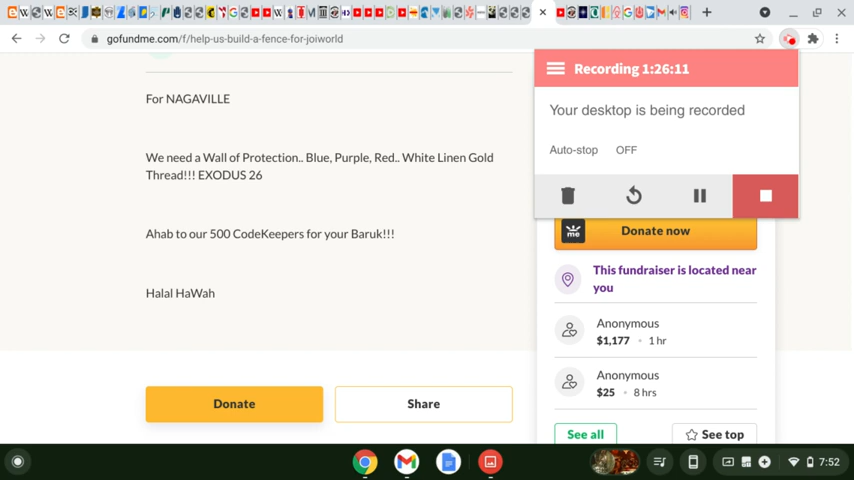 gofundme.com/f/help-us-build-a-fence-for-joiworld
Recording 1:26:11
Your desktop is being recorded
Auto-stop OFF
For NAGAVILLE
We need a Wall of Protection.. Blue, Purple, Red.. White Linen Gold
Thread!!! EXODUS 26
Ahab to our 500 CodeKeepers for your Baruk!!!
Halal HaWah
Donate
Share
me
Donate now
This fundraiser is located near
you
Anonymous
$1,177 • 1 hr
Anonymous
$25 • 8 hrs
See all
See top
7:52